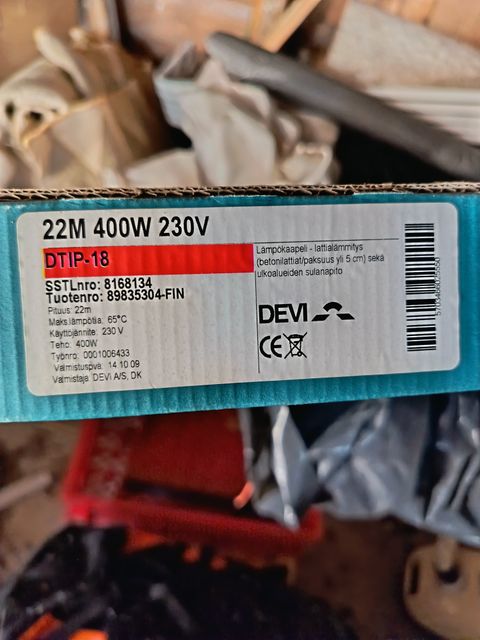 22M 400W 230V
DTIP-18
SSTLnro: 8168134
Tuotenro: 89835304-FIN
Pituus: 22m
Maks.lämpötila: 65°C
Käyttöjännite: 230 V
Teho: 400W
Työnro: 0001006433
Valmistuspva: 14 10 09
Valmistaja DEVI A/S, DK
Lämpökaapeli - lattialämmitys
(betonilattiat/paksuus yli 5 cm) sekä
ulkoalueiden sulanapito
DEVI
CE